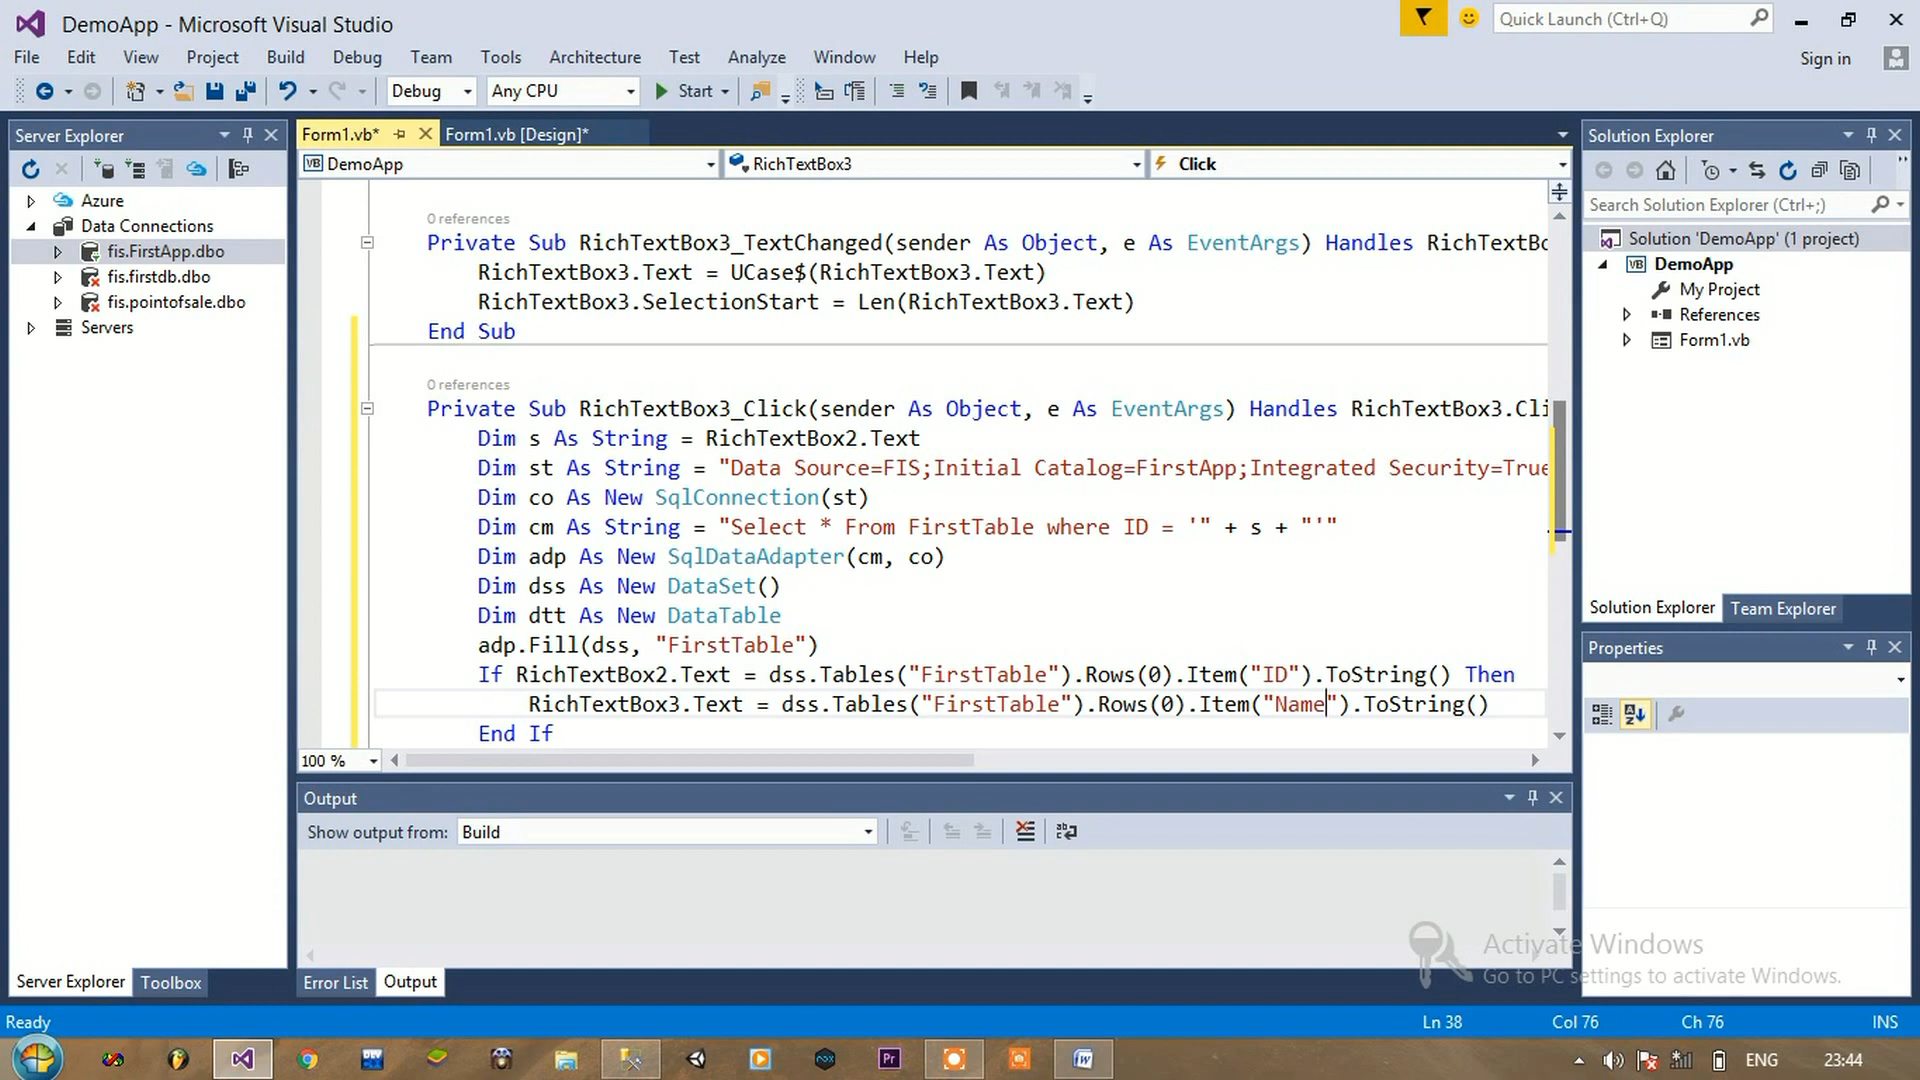 DemoApp - Microsoft Visual Studio
Quick Launch (Ctrl+Q)
File Edit View Project Build Debug Team Tools Architecture Test Analyze Window Help
Sign in
Debug Any CPU Start
Server Explorer
Azure
Data Connections
fis.FirstApp.dbo
fis.firstdb.dbo
fis.pointofsale.dbo
Servers
Server Explorer Toolbox
Form1.vb* Form1.vb [Design]*
VB DemoApp RichTextBox3 Click
0 references
Private Sub RichTextBox3_TextChanged(sender As Object, e As EventArgs) Handles RichTextBo
RichTextBox3.Text = UCase$(RichTextBox3.Text)
RichTextBox3.SelectionStart = Len(RichTextBox3.Text)
End Sub
0 references
Private Sub RichTextBox3_Click(sender As Object, e As EventArgs) Handles RichTextBox3.Cli
Dim s As String = RichTextBox2.Text
Dim st As String = "Data Source=FIS;Initial Catalog=FirstApp;Integrated Security=True
Dim co As New SqlConnection(st)
Dim cm As String = "Select * From FirstTable where ID = '" + s + "'"
Dim adp As New SqlDataAdapter(cm, co)
Dim dss As New DataSet()
Dim dtt As New DataTable
adp.Fill(dss, "FirstTable")
If RichTextBox2.Text = dss.Tables("FirstTable").Rows(0).Item("ID").ToString() Then
RichTextBox3.Text = dss.Tables("FirstTable").Rows(0).Item("Name").ToString()
End If
100 %
Output
Show output from: Build
Error List Output
Solution Explorer
Search Solution Explorer (Ctrl+;)
Solution 'DemoApp' (1 project)
VB DemoApp
My Project
References
Form1.vb
Solution Explorer Team Explorer
Properties
Activate Windows
Go to PC settings to activate Windows.
Ready Ln 38 Col 76 Ch 76 INS
DEV Pr W ENG 23:44